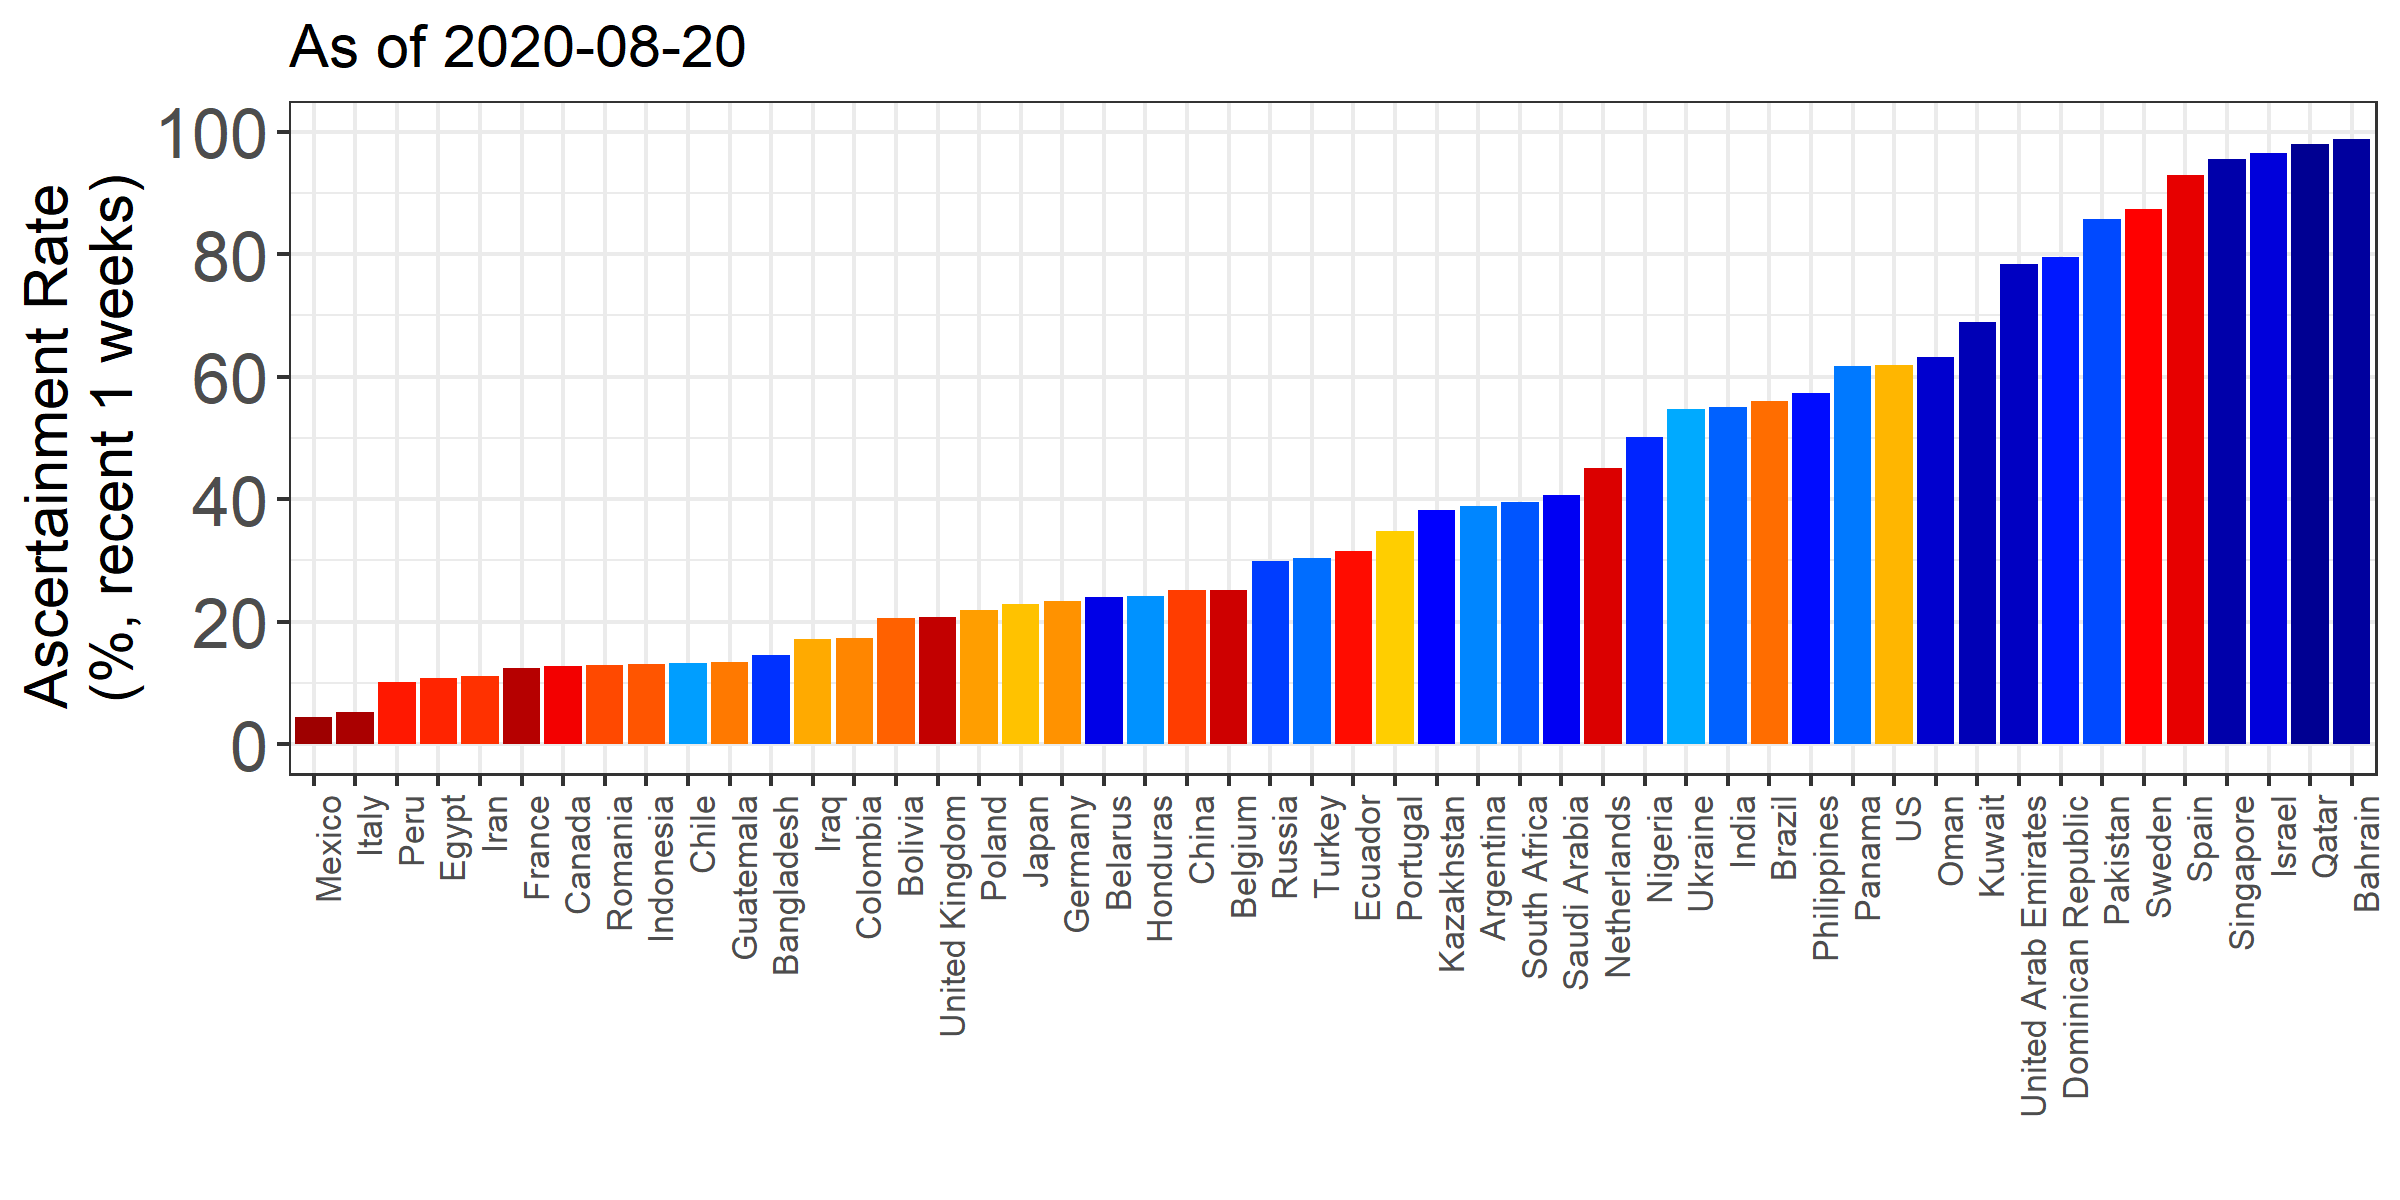 As of 2020-08-20
Ascertainment Rate
(%, recent 1 weeks)
100
80
60
40
20
0
Mexico
Italy
Peru
Egypt
Iran
France
Canada
Romania
Indonesia
Chile
Guatemala
Bangladesh
Iraq
Colombia
Bolivia
United Kingdom
Poland
Japan
Germany
Belarus
Honduras
China
Belgium
Russia
Turkey
Ecuador
Portugal
Kazakhstan
Argentina
South Africa
Saudi Arabia
Netherlands
Nigeria
Ukraine
India
Brazil
Philippines
Panama
US
Oman
Kuwait
United Arab Emirates
Dominican Republic
Pakistan
Sweden
Spain
Singapore
Israel
Qatar
Bahrain